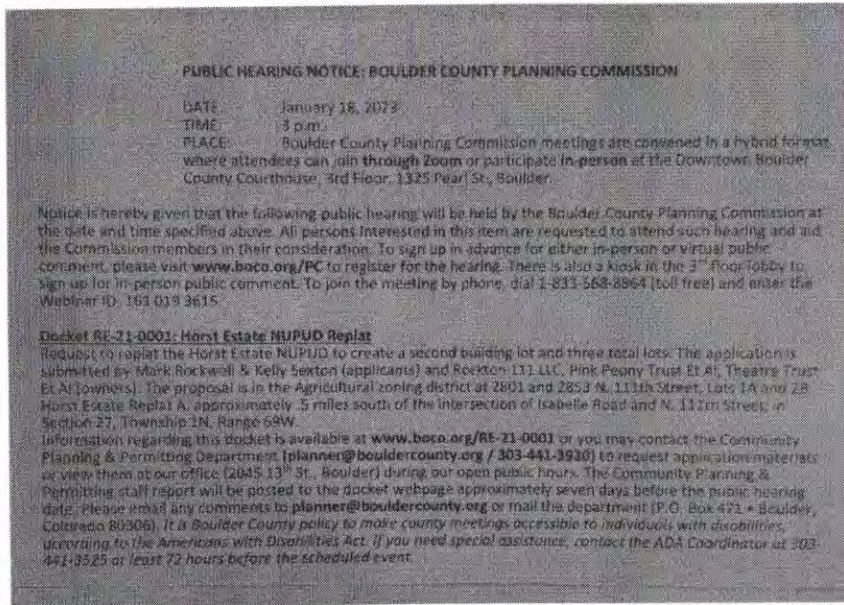 PUBLIC HEARING NOTICE: BOULDER COUNTY PLANNING COMMISSION
DATE: January 18, 2023
TIME: 3 p.m.
PLACE: Boulder County Planning Commission meetings are convened in a hybrid format
where attendees can join through Zoom or participate in-person at the Downtown Boulder
County Courthouse, 3rd Floor, 1325 Pearl St., Boulder.
Notice is hereby given that the following public hearing will be held by the Boulder County Planning Commission at
the date and time specified above. All persons interested in this item are requested to attend such hearing and aid
the Commission members in their consideration. To sign up in advance for either in-person or virtual public
comment, please visit www.boco.org/PC to register for the hearing. There is also a kiosk in the 3rd floor lobby to
sign up for in-person public comment. To join the meeting by phone, dial 1-833-568-8864 (toll free) and enter the
Webinar ID, 161 019 3615.
Docket RE-21-0001: Horst Estate NUPUD Replat
Request to replat the Horst Estate NUPUD to create a second building lot and three total lots. The application is
submitted by Mark Rockwell & Kelly Sexton (applicants) and 111 LLC, Pink Peony Trust Et Al, Theatre Trust
Et Al (owners). The proposal is in the Agricultural zoning district at 2801 and 2853 N. 111th Street, Lots 1A and 2B
Horst Estate Replat A, approximately .5 miles south of the intersection of Isabelle Road and N. 111th Street, in
Section 27, Township 1N, Range 69W.
Information regarding this docket is available at www.boco.org/RE-21-0001 or you may contact the Community
Planning & Permitting Department (planner@bouldercounty.org / 303-441-3930) to request application materials
or view them at our office (2045 13th St., Boulder) during our open public hours. The Community Planning &
Permitting staff report will be posted to the docket webpage approximately seven days before the public hearing
date. Please email any comments to planner@bouldercounty.org or mail the department (P.O. Box 471 • Boulder,
Colorado 80306). It is Boulder County policy to make county meetings accessible to individuals with disabilities,
according to the Americans with Disabilities Act. If you need special assistance, contact the ADA Coordinator at 303-
441-3525 at least 72 hours before the scheduled event.